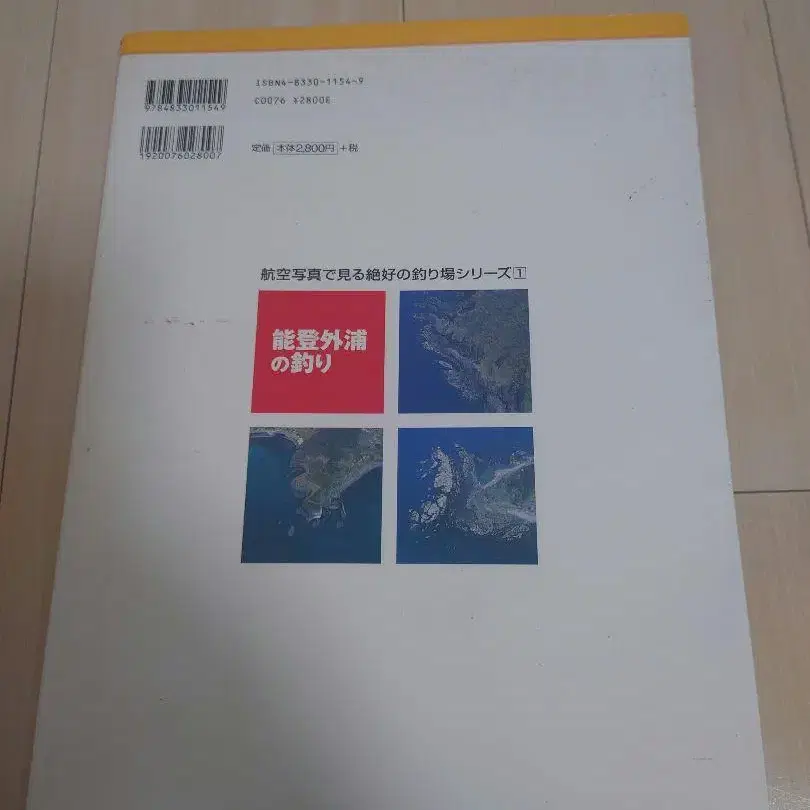 ISBN4-8330-1154-9
C0076 ¥2800E
9784833011549
1920076028007
定価 本体2,800円 +税
航空写真で見る絶好の釣り場シリーズ1
能登外浦
の釣り